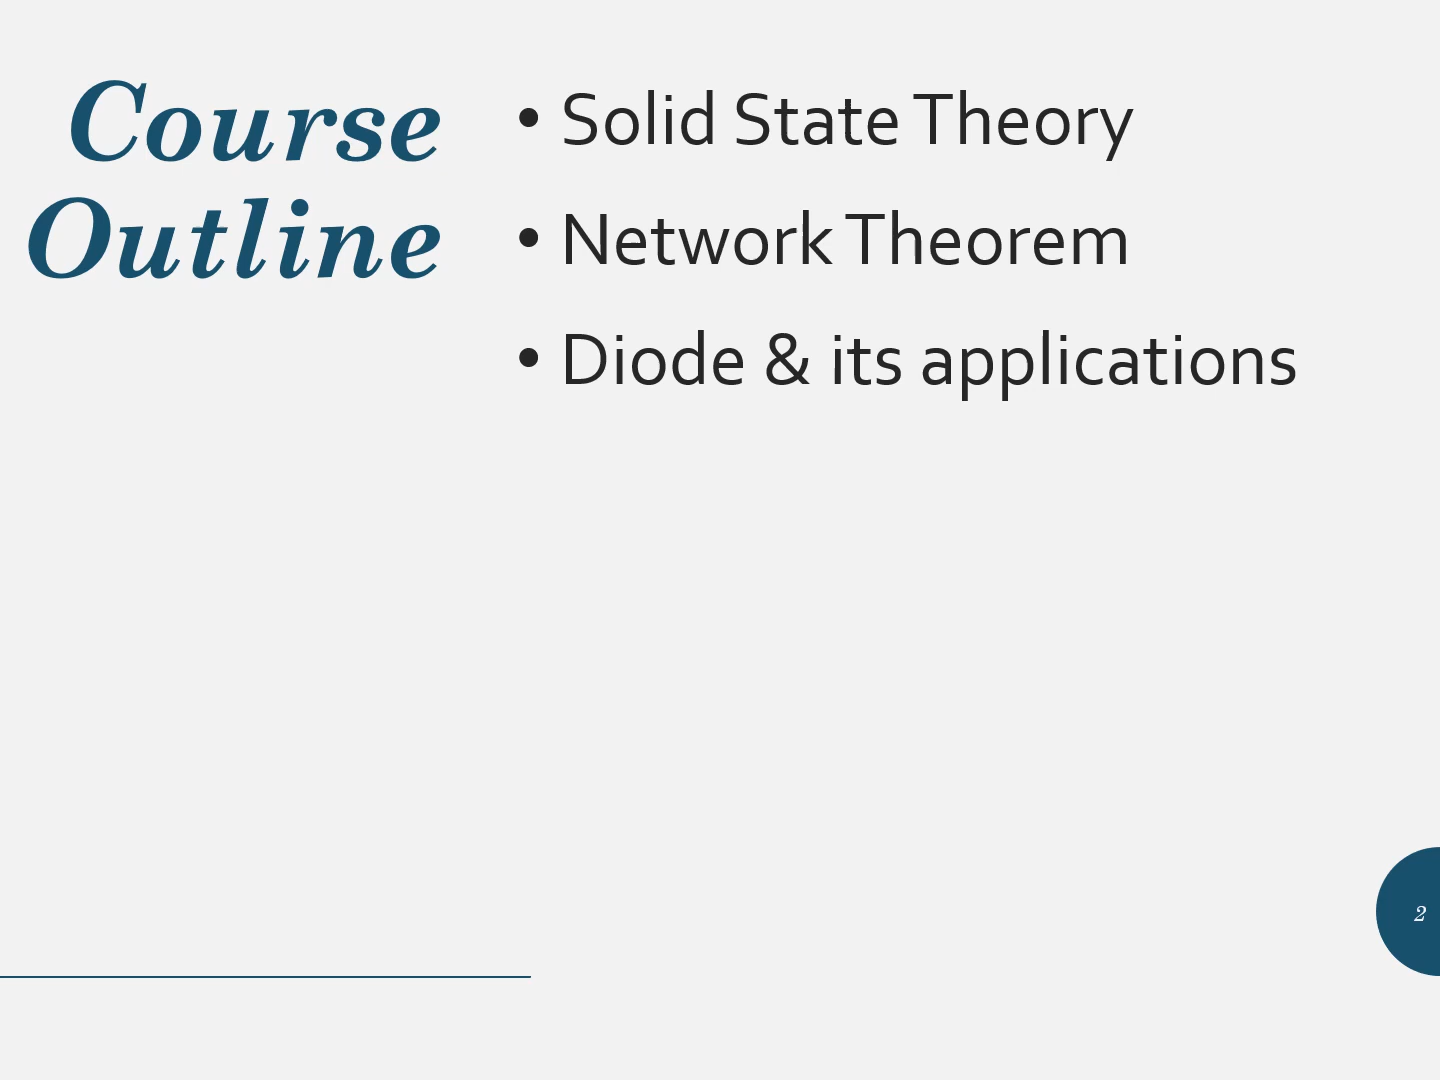 Course
Outline
• Solid State Theory
• Network Theorem
• Diode & its applications
2